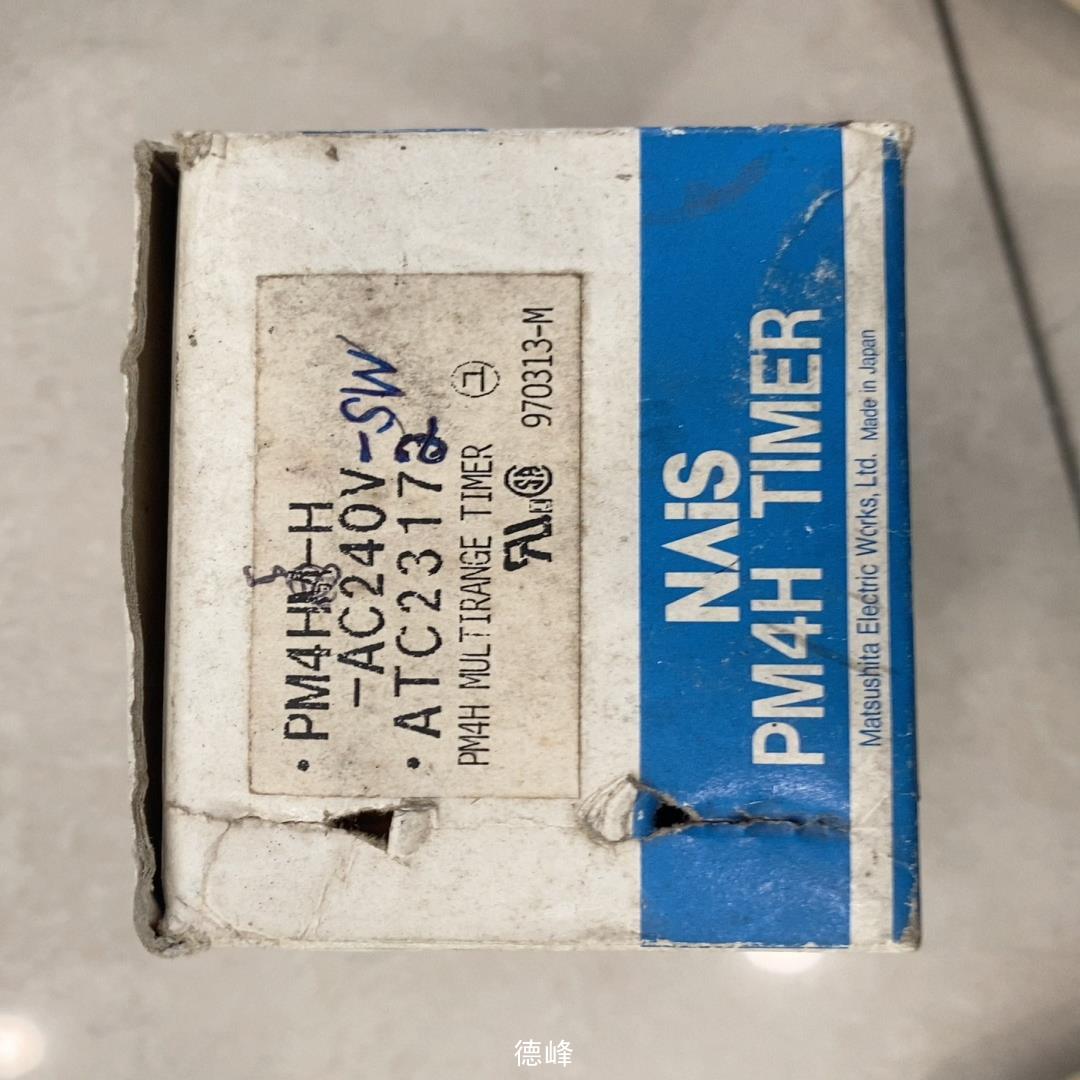 · PM4HM-H
-AC240V-SW
· ATC23172
PM4H MULTIRANGE TIMER
970313-M
NAiS
PM4H TIMER
Matsushita Electric Works, Ltd. Made in Japan
德峰